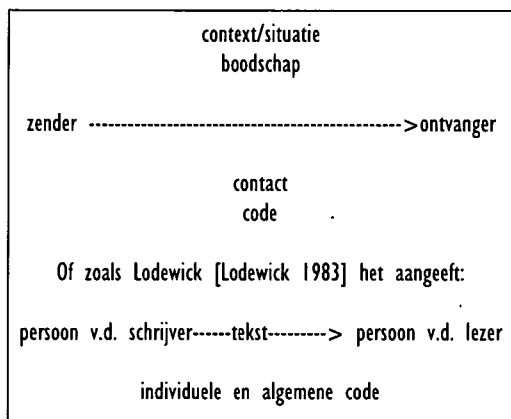 context/situatie
boodschap
zender ------------------------------------------->ontvanger
contact
code
Of zoals Lodewick [Lodewick 1983] het aangeeft:
persoon v.d. schrijver------tekst---------> persoon v.d. lezer
individuele en algemene code